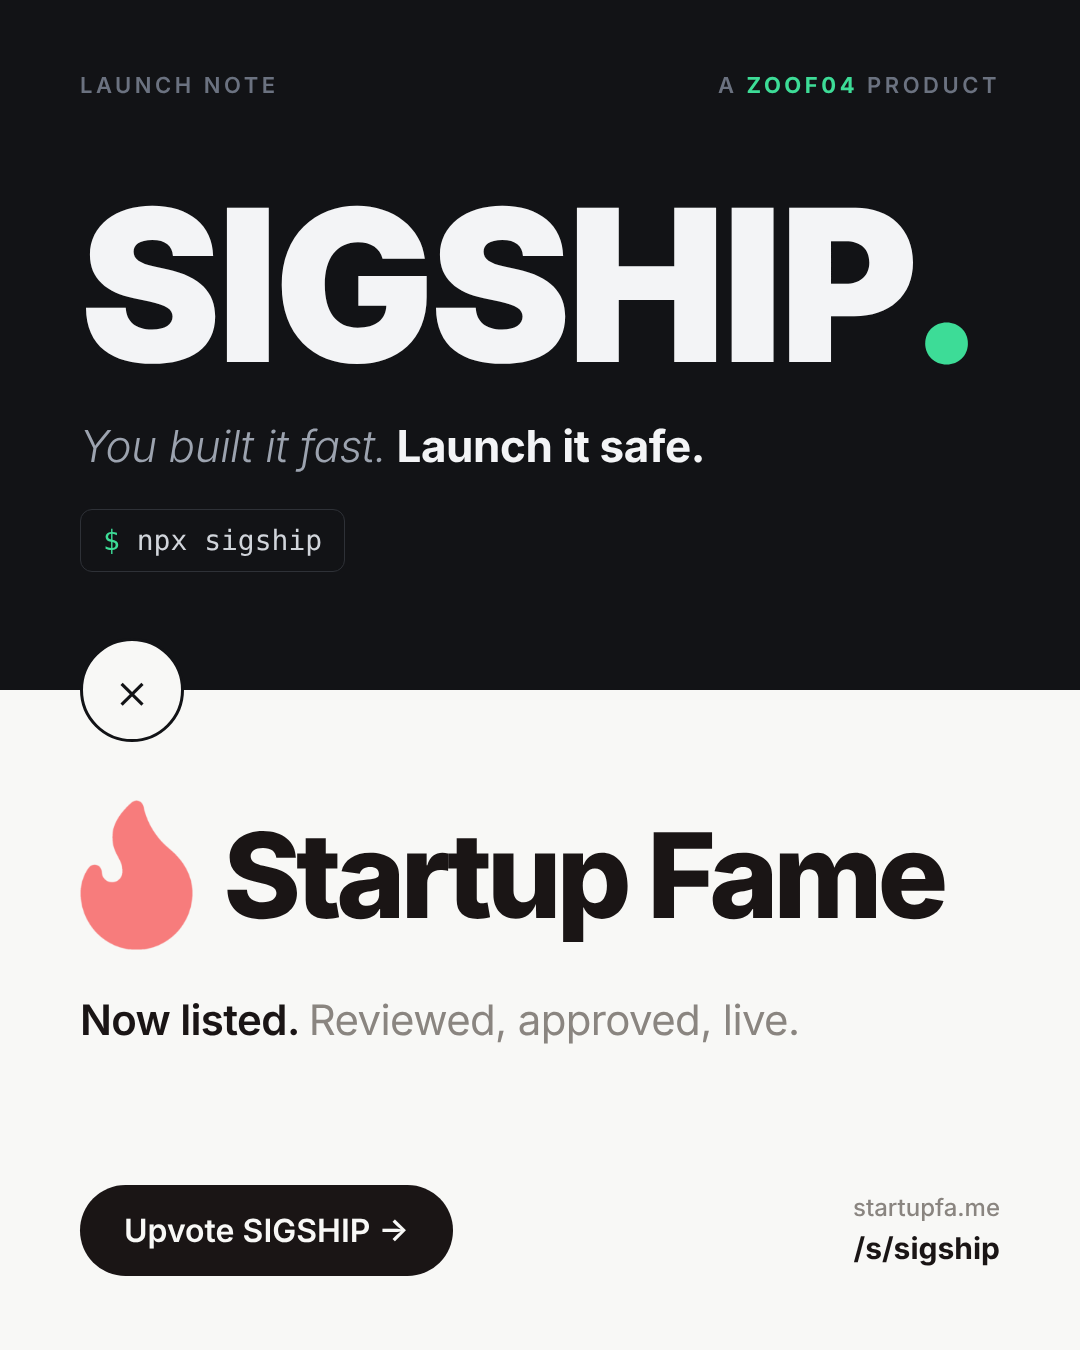 LAUNCH NOTE
A ZOOF04 PRODUCT
SIGSHIP.
You built it fast. Launch it safe.
$ npx sigship
×
Startup Fame
Now listed. Reviewed, approved, live.
Upvote SIGSHIP →
startupfa.me
/s/sigship